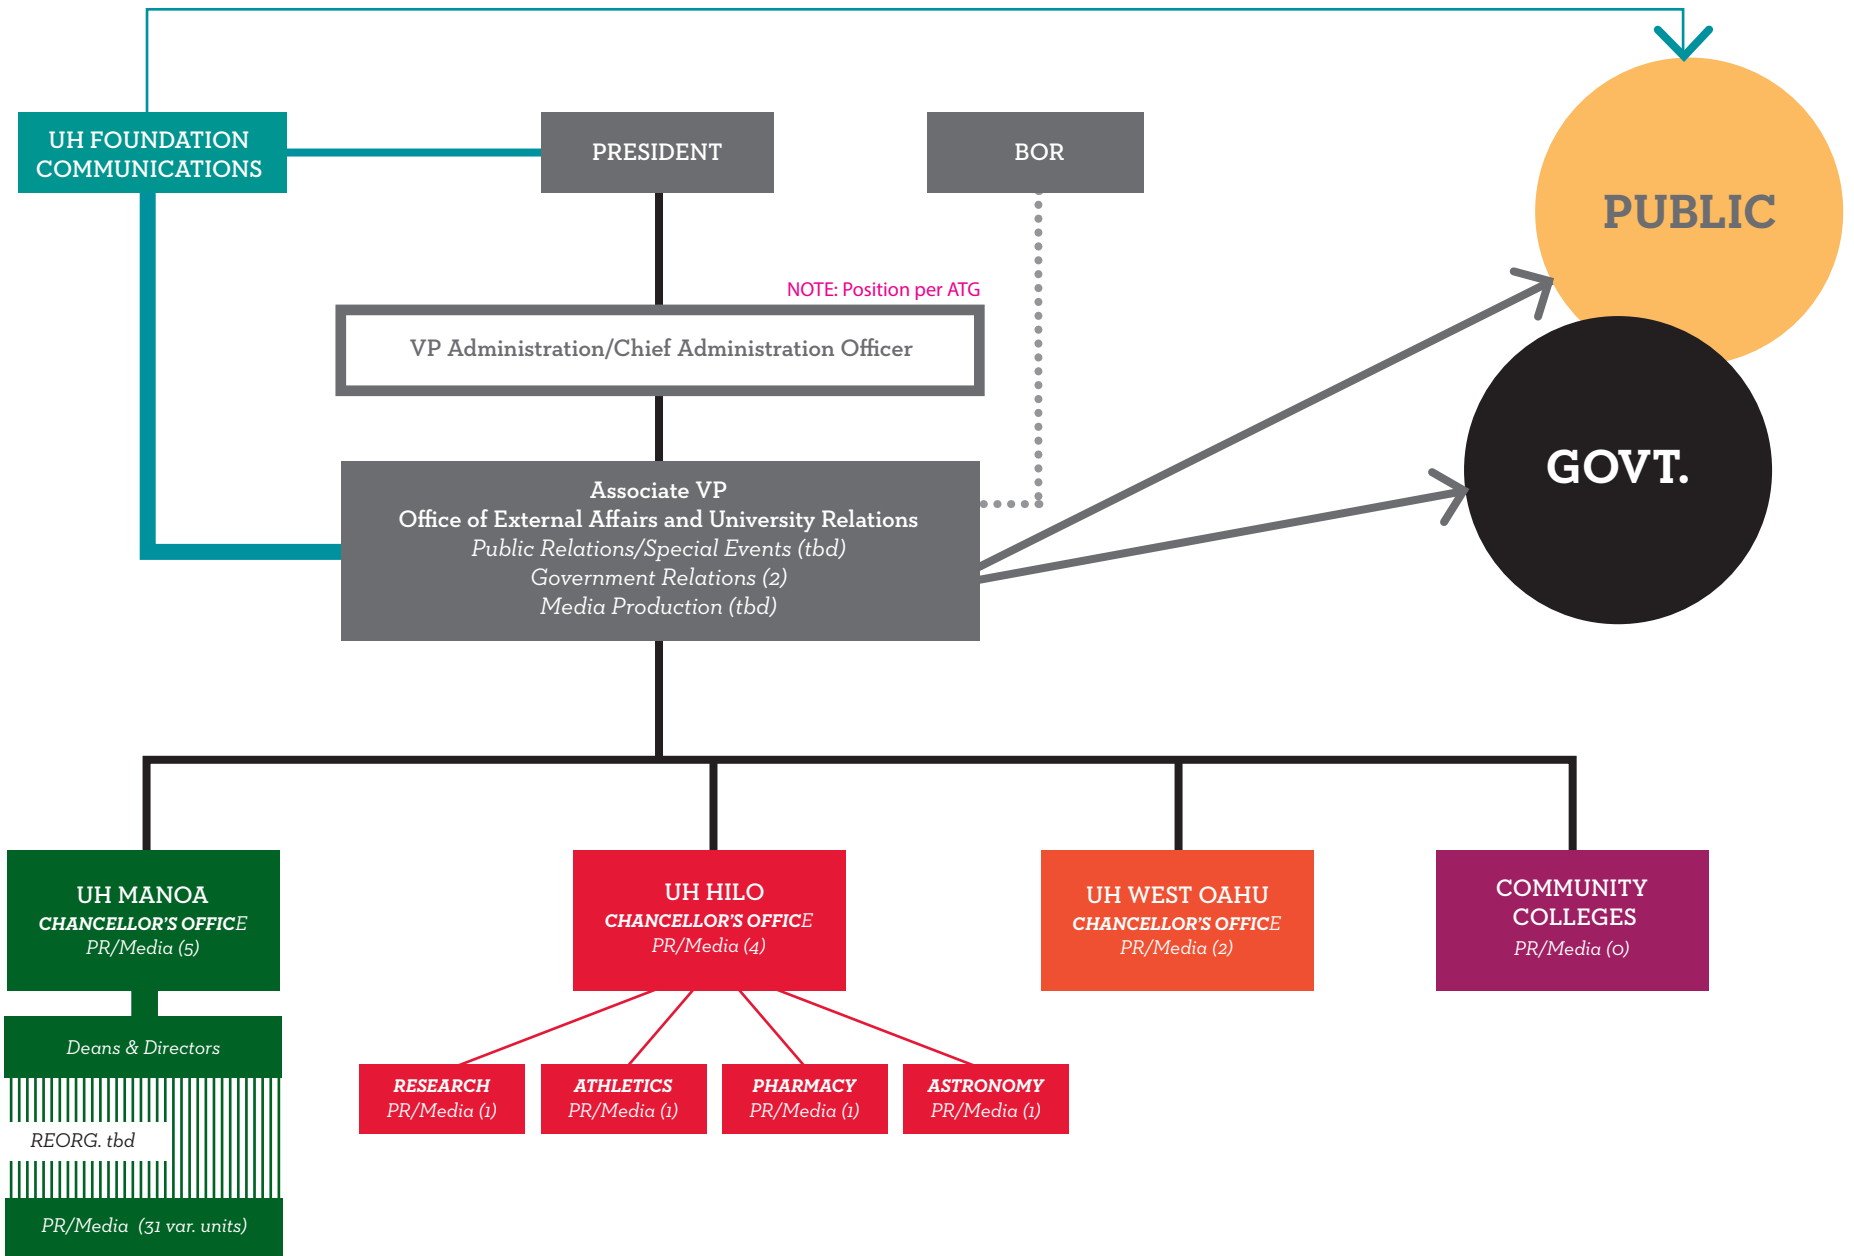 UH FOUNDATION
COMMUNICATIONS
PRESIDENT
BOR
PUBLIC
NOTE: Position per ATG
VP Administration/Chief Administration Officer
GOVT.
Associate VP
Office of External Affairs and University Relations
Public Relations/Special Events (tbd)
Government Relations (2)
Media Production (tbd)
UH MANOA
CHANCELLOR'S OFFICE
PR/Media (5)
UH HILO
CHANCELLOR'S OFFICE
PR/Media (4)
UH WEST OAHU
CHANCELLOR'S OFFICE
PR/Media (2)
COMMUNITY
COLLEGES
PR/Media (0)
Deans & Directors
REORG. tbd
PR/Media (31 var. units)
RESEARCH
PR/Media (1)
ATHLETICS
PR/Media (1)
PHARMACY
PR/Media (1)
ASTRONOMY
PR/Media (1)